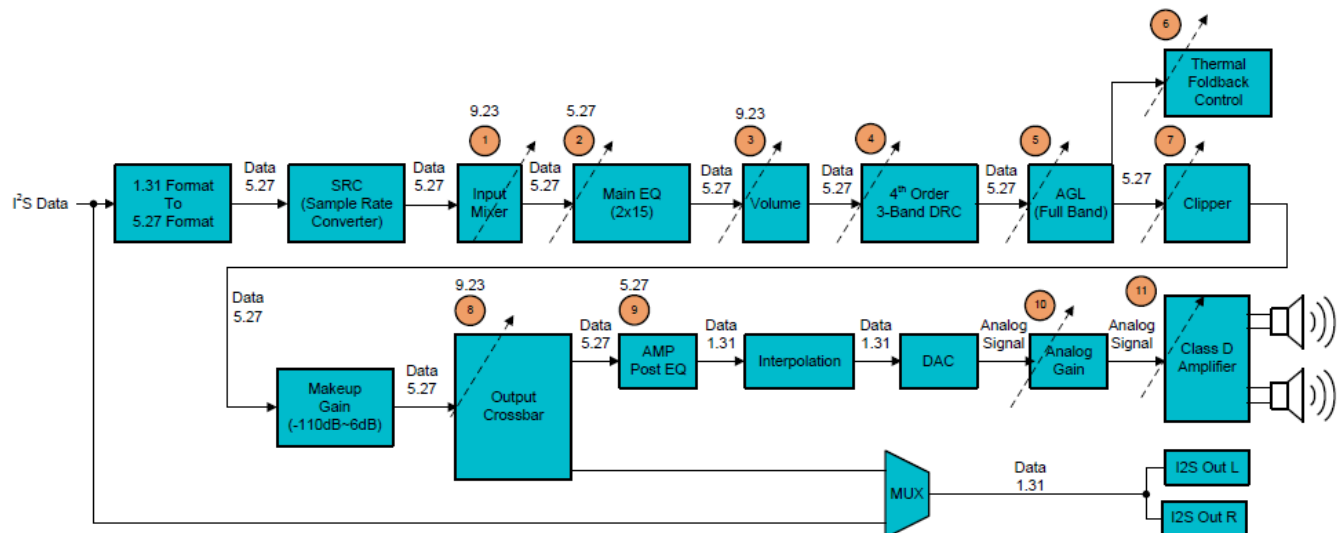 6
Thermal
Foldback
Control
9.23
1
5.27
2
9.23
3
4
5
7
I²S Data
1.31 Format
To
5.27 Format
Data
5.27
SRC
(Sample Rate
Converter)
Data
5.27
Input
Mixer
Data
5.27
Main EQ
(2x15)
Data
5.27
Volume
Data
5.27
4th Order
3-Band DRC
Data
5.27
AGL
(Full Band)
5.27
Clipper
Data
5.27
Makeup
Gain
(-110dB~6dB)
Data
5.27
9.23
8
Output
Crossbar
Data
5.27
5.27
9
AMP
Post EQ
Data
1.31
Interpolation
Data
1.31
DAC
Analog
Signal
10
Analog
Gain
Analog
Signal
11
Class D
Amplifier
MUX
Data
1.31
I2S Out L
I2S Out R